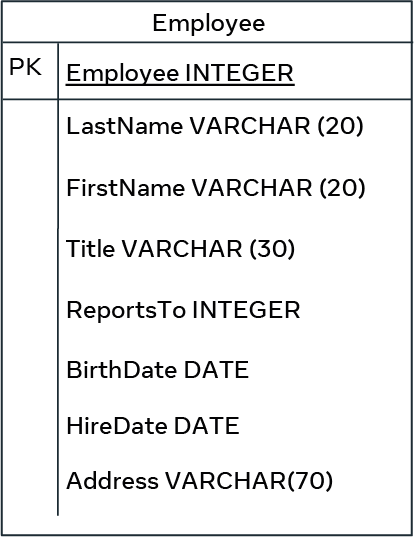 Employee
PK Employee INTEGER
LastName VARCHAR (20)
FirstName VARCHAR (20)
Title VARCHAR (30)
ReportsTo INTEGER
BirthDate DATE
HireDate DATE
Address VARCHAR(70)